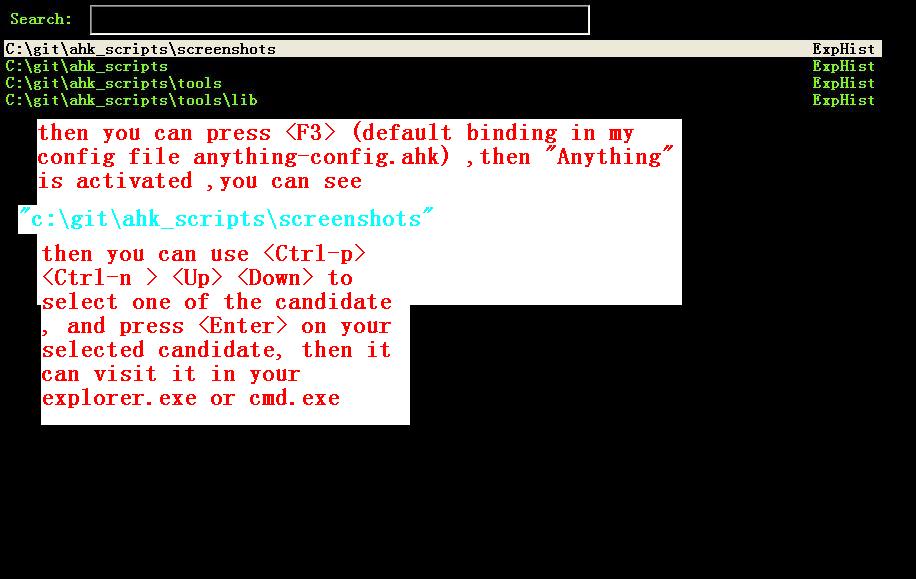 Search:
C:\git\ahk_scripts\screenshots ExpHist
C:\git\ahk_scripts ExpHist
C:\git\ahk_scripts\tools ExpHist
C:\git\ahk_scripts\tools\lib ExpHist
then you can press <F3> (default binding in my
config file anything-config.ahk) ,then "Anything"
is activated ,you can see
"c:\git\ahk_scripts\screenshots"
then you can use <Ctrl-p>
<Ctrl-n > <Up> <Down> to
select one of the candidate
, and press <Enter> on your
selected candidate, then it
can visit it in your
explorer.exe or cmd.exe